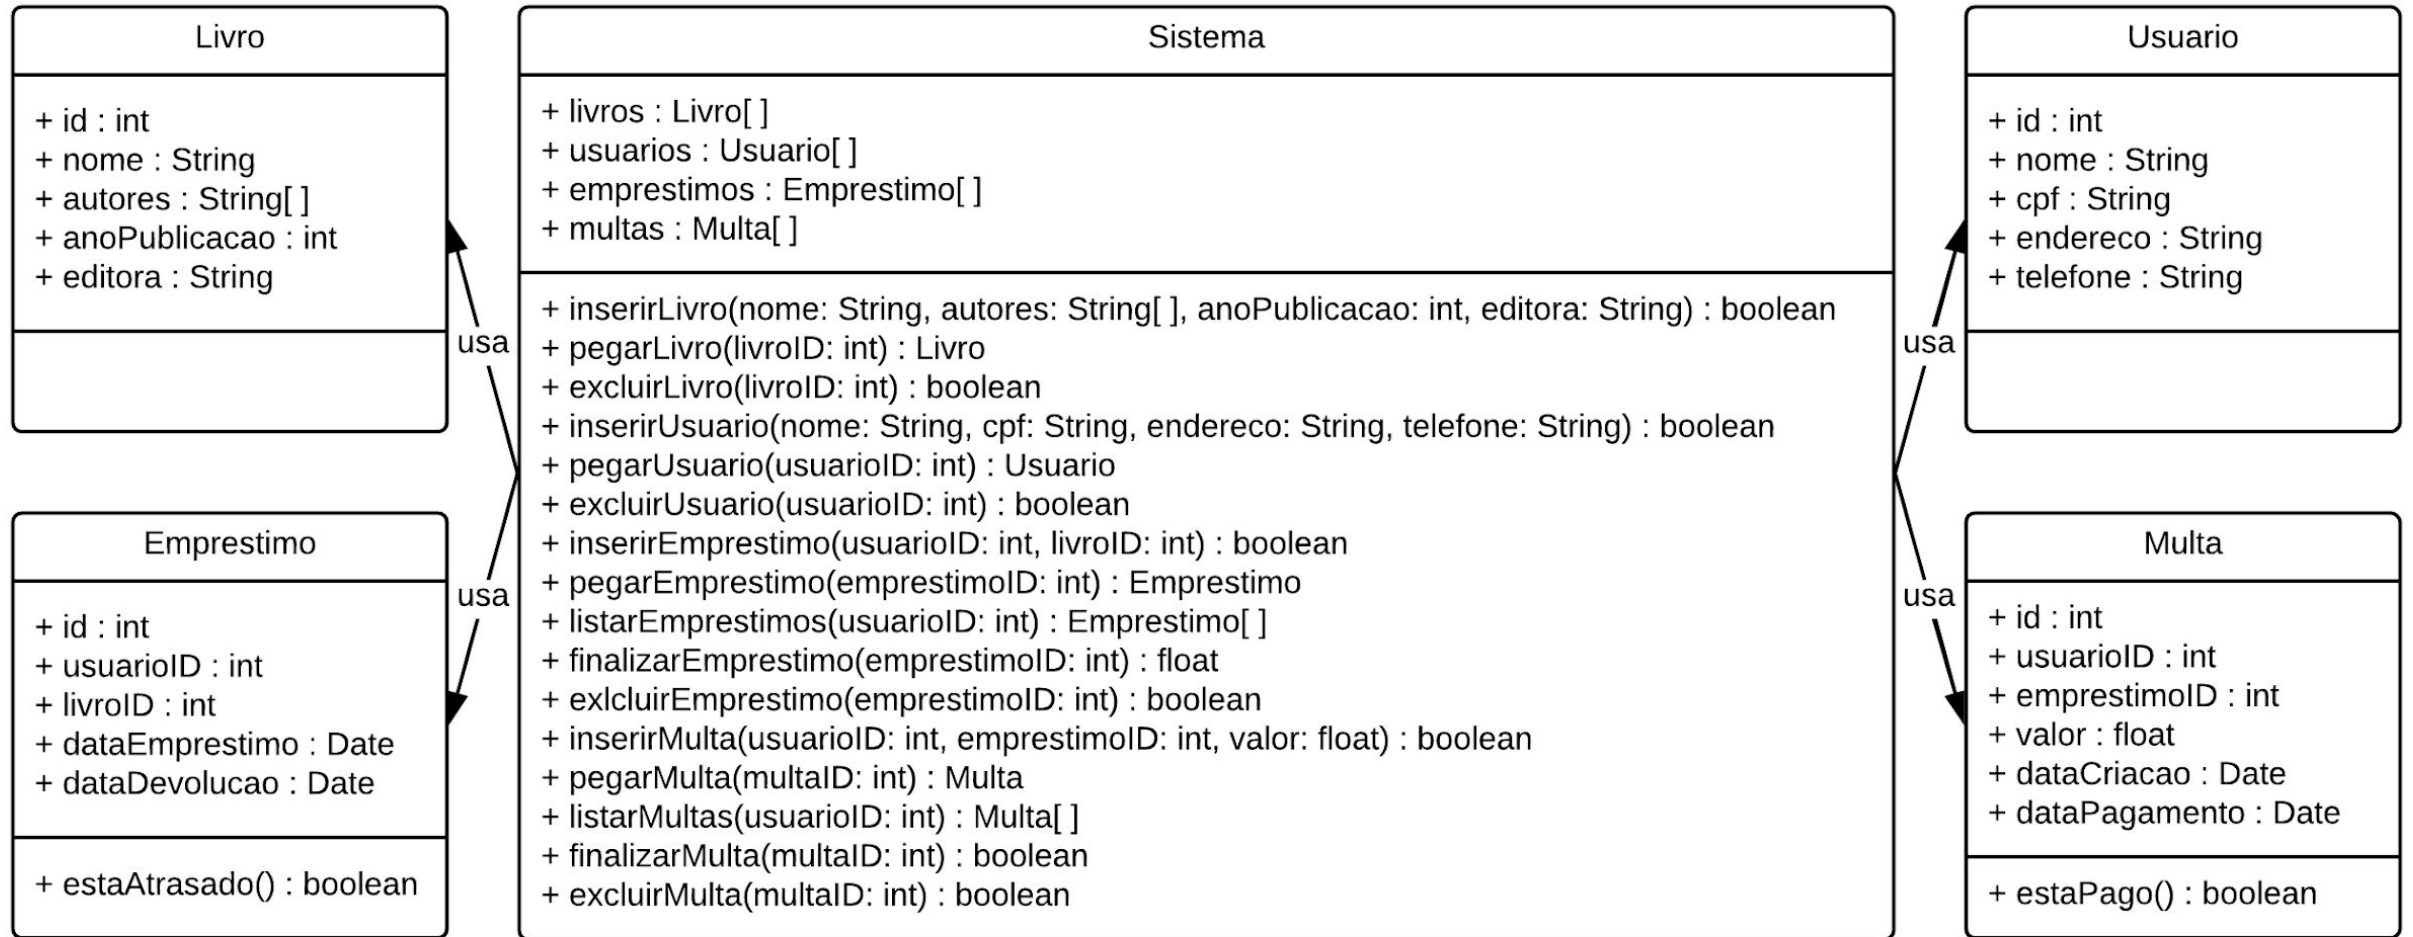 Livro
+ id : int
+ nome : String
+ autores : String[ ]
+ anoPublicacao : int
+ editora : String
Emprestimo
+ id : int
+ usuarioID : int
+ livroID : int
+ dataEmprestimo : Date
+ dataDevolucao : Date
+ estaAtrasado() : boolean
usa
usa
Sistema
+ livros : Livro[ ]
+ usuarios : Usuario[ ]
+ emprestimos : Emprestimo[ ]
+ multas : Multa[ ]
+ inserirLivro(nome: String, autores: String[ ], anoPublicacao: int, editora: String) : boolean
+ pegarLivro(livroID: int) : Livro
+ excluirLivro(livroID: int) : boolean
+ inserirUsuario(nome: String, cpf: String, endereco: String, telefone: String) : boolean
+ pegarUsuario(usuarioID: int) : Usuario
+ excluirUsuario(usuarioID: int) : boolean
+ inserirEmprestimo(usuarioID: int, livroID: int) : boolean
+ pegarEmprestimo(emprestimoID: int) : Emprestimo
+ listarEmprestimos(usuarioID: int) : Emprestimo[ ]
+ finalizarEmprestimo(emprestimoID: int) : float
+ exlcluirEmprestimo(emprestimoID: int) : boolean
+ inserirMulta(usuarioID: int, emprestimoID: int, valor: float) : boolean
+ pegarMulta(multaID: int) : Multa
+ listarMultas(usuarioID: int) : Multa[ ]
+ finalizarMulta(multaID: int) : boolean
+ excluirMulta(multaID: int) : boolean
usa
usa
Usuario
+ id : int
+ nome : String
+ cpf : String
+ endereco : String
+ telefone : String
Multa
+ id : int
+ usuarioID : int
+ emprestimoID : int
+ valor : float
+ dataCriacao : Date
+ dataPagamento : Date
+ estaPago() : boolean